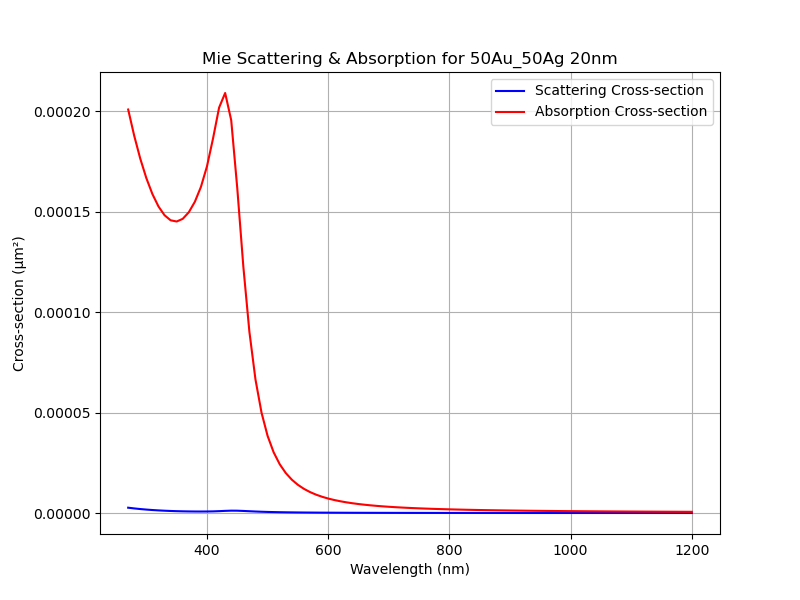 Mie Scattering & Absorption for 50Au_50Ag 20nm
Scattering Cross-section
Absorption Cross-section
Cross-section (μm²)
0.00020
0.00015
0.00010
0.00005
0.00000
400 600 800 1000 1200
Wavelength (nm)